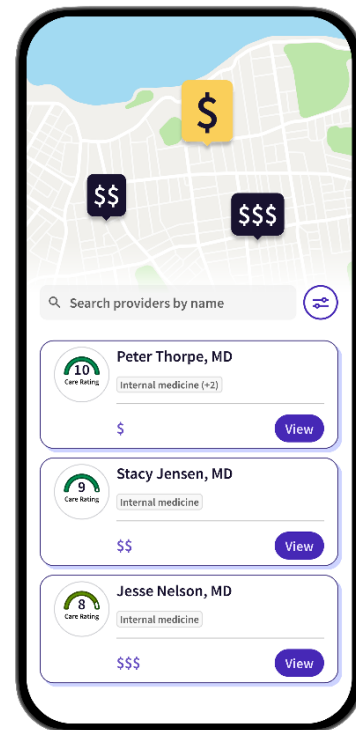 $
$$
$$$
Search providers by name
10
Care Rating
Peter Thorpe, MD
Internal medicine (+2)
$
View
9
Care Rating
Stacy Jensen, MD
Internal medicine
$$
View
8
Care Rating
Jesse Nelson, MD
Internal medicine
$$$
View